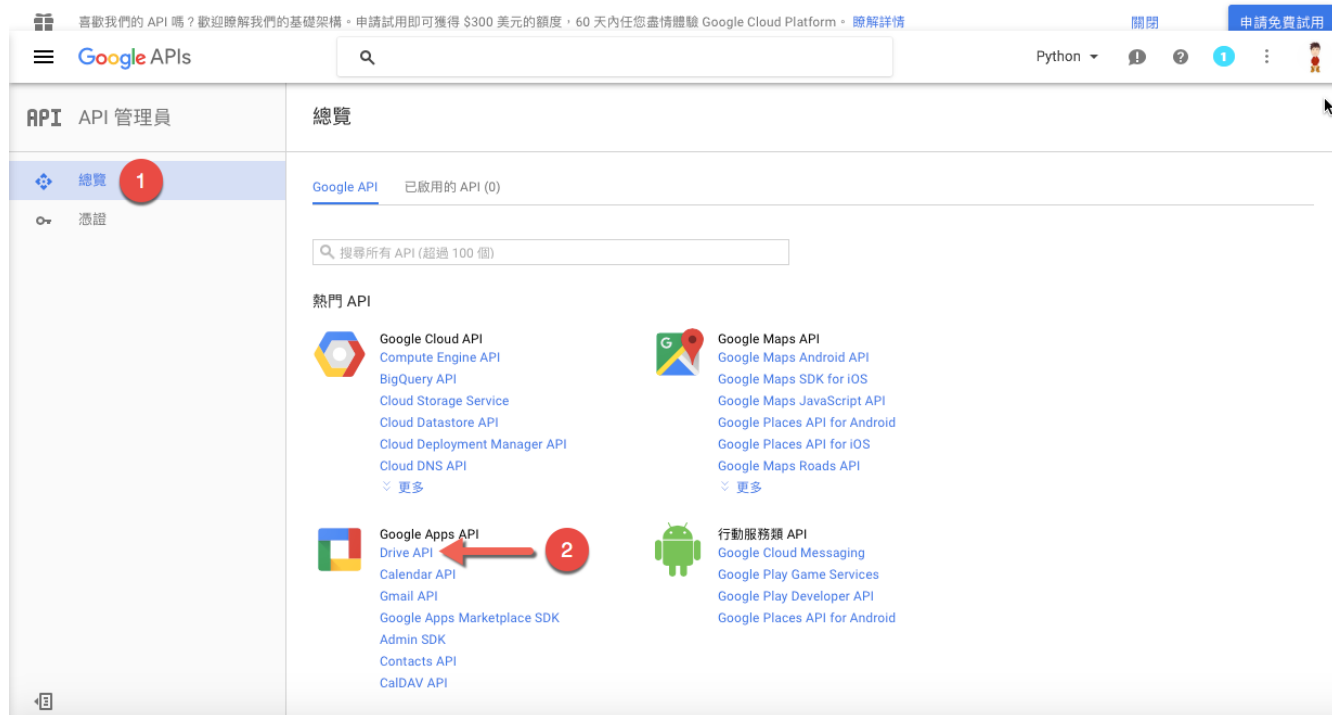 喜歡我們的 API 嗎？歡迎瞭解我們的基礎架構。申請試用即可獲得 $300 美元的額度，60 天內任您盡情體驗 Google Cloud Platform。 瞭解詳情 關閉 申請免費試用
Google APIs Python 1
API API 管理員 總覽
總覽 1
憑證
Google API 已啟用的 API (0)
搜尋所有 API (超過 100 個)
熱門 API
Google Cloud API
Compute Engine API
BigQuery API
Cloud Storage Service
Cloud Datastore API
Cloud Deployment Manager API
Cloud DNS API
更多
Google Maps API
Google Maps Android API
Google Maps SDK for iOS
Google Maps JavaScript API
Google Places API for Android
Google Places API for iOS
Google Maps Roads API
更多
Google Apps API
Drive API 2
Calendar API
Gmail API
Google Apps Marketplace SDK
Admin SDK
Contacts API
CalDAV API
行動服務類 API
Google Cloud Messaging
Google Play Game Services
Google Play Developer API
Google Places API for Android